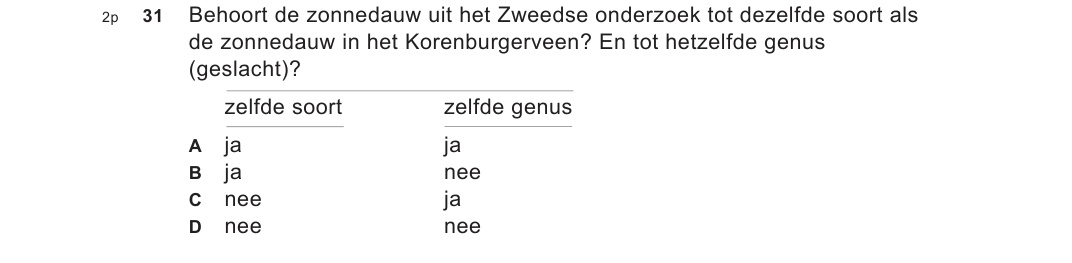 2p 31 Behoort de zonnedauw uit het Zweedse onderzoek tot dezelfde soort als
de zonnedauw in het Korenburgerveen? En tot hetzelfde genus
(geslacht)?
zelfde soort zelfde genus
A ja ja
B ja nee
C nee ja
D nee nee